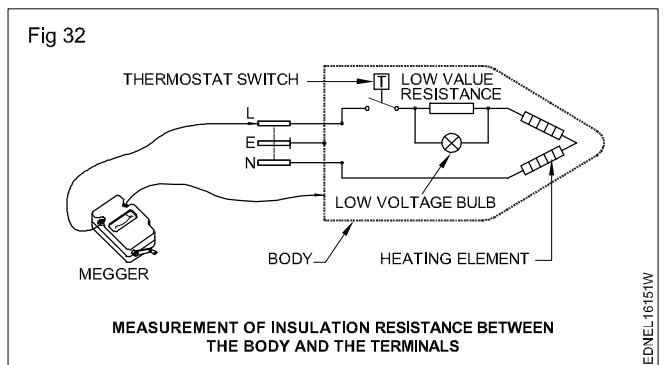 Fig 32
THERMOSTAT SWITCH
T
LOW VALUE
RESISTANCE
L
E
N
LOW VOLTAGE BULB
MEGGER
BODY
HEATING ELEMENT
MEASUREMENT OF INSULATION RESISTANCE BETWEEN
THE BODY AND THE TERMINALS
EDNEL16151W